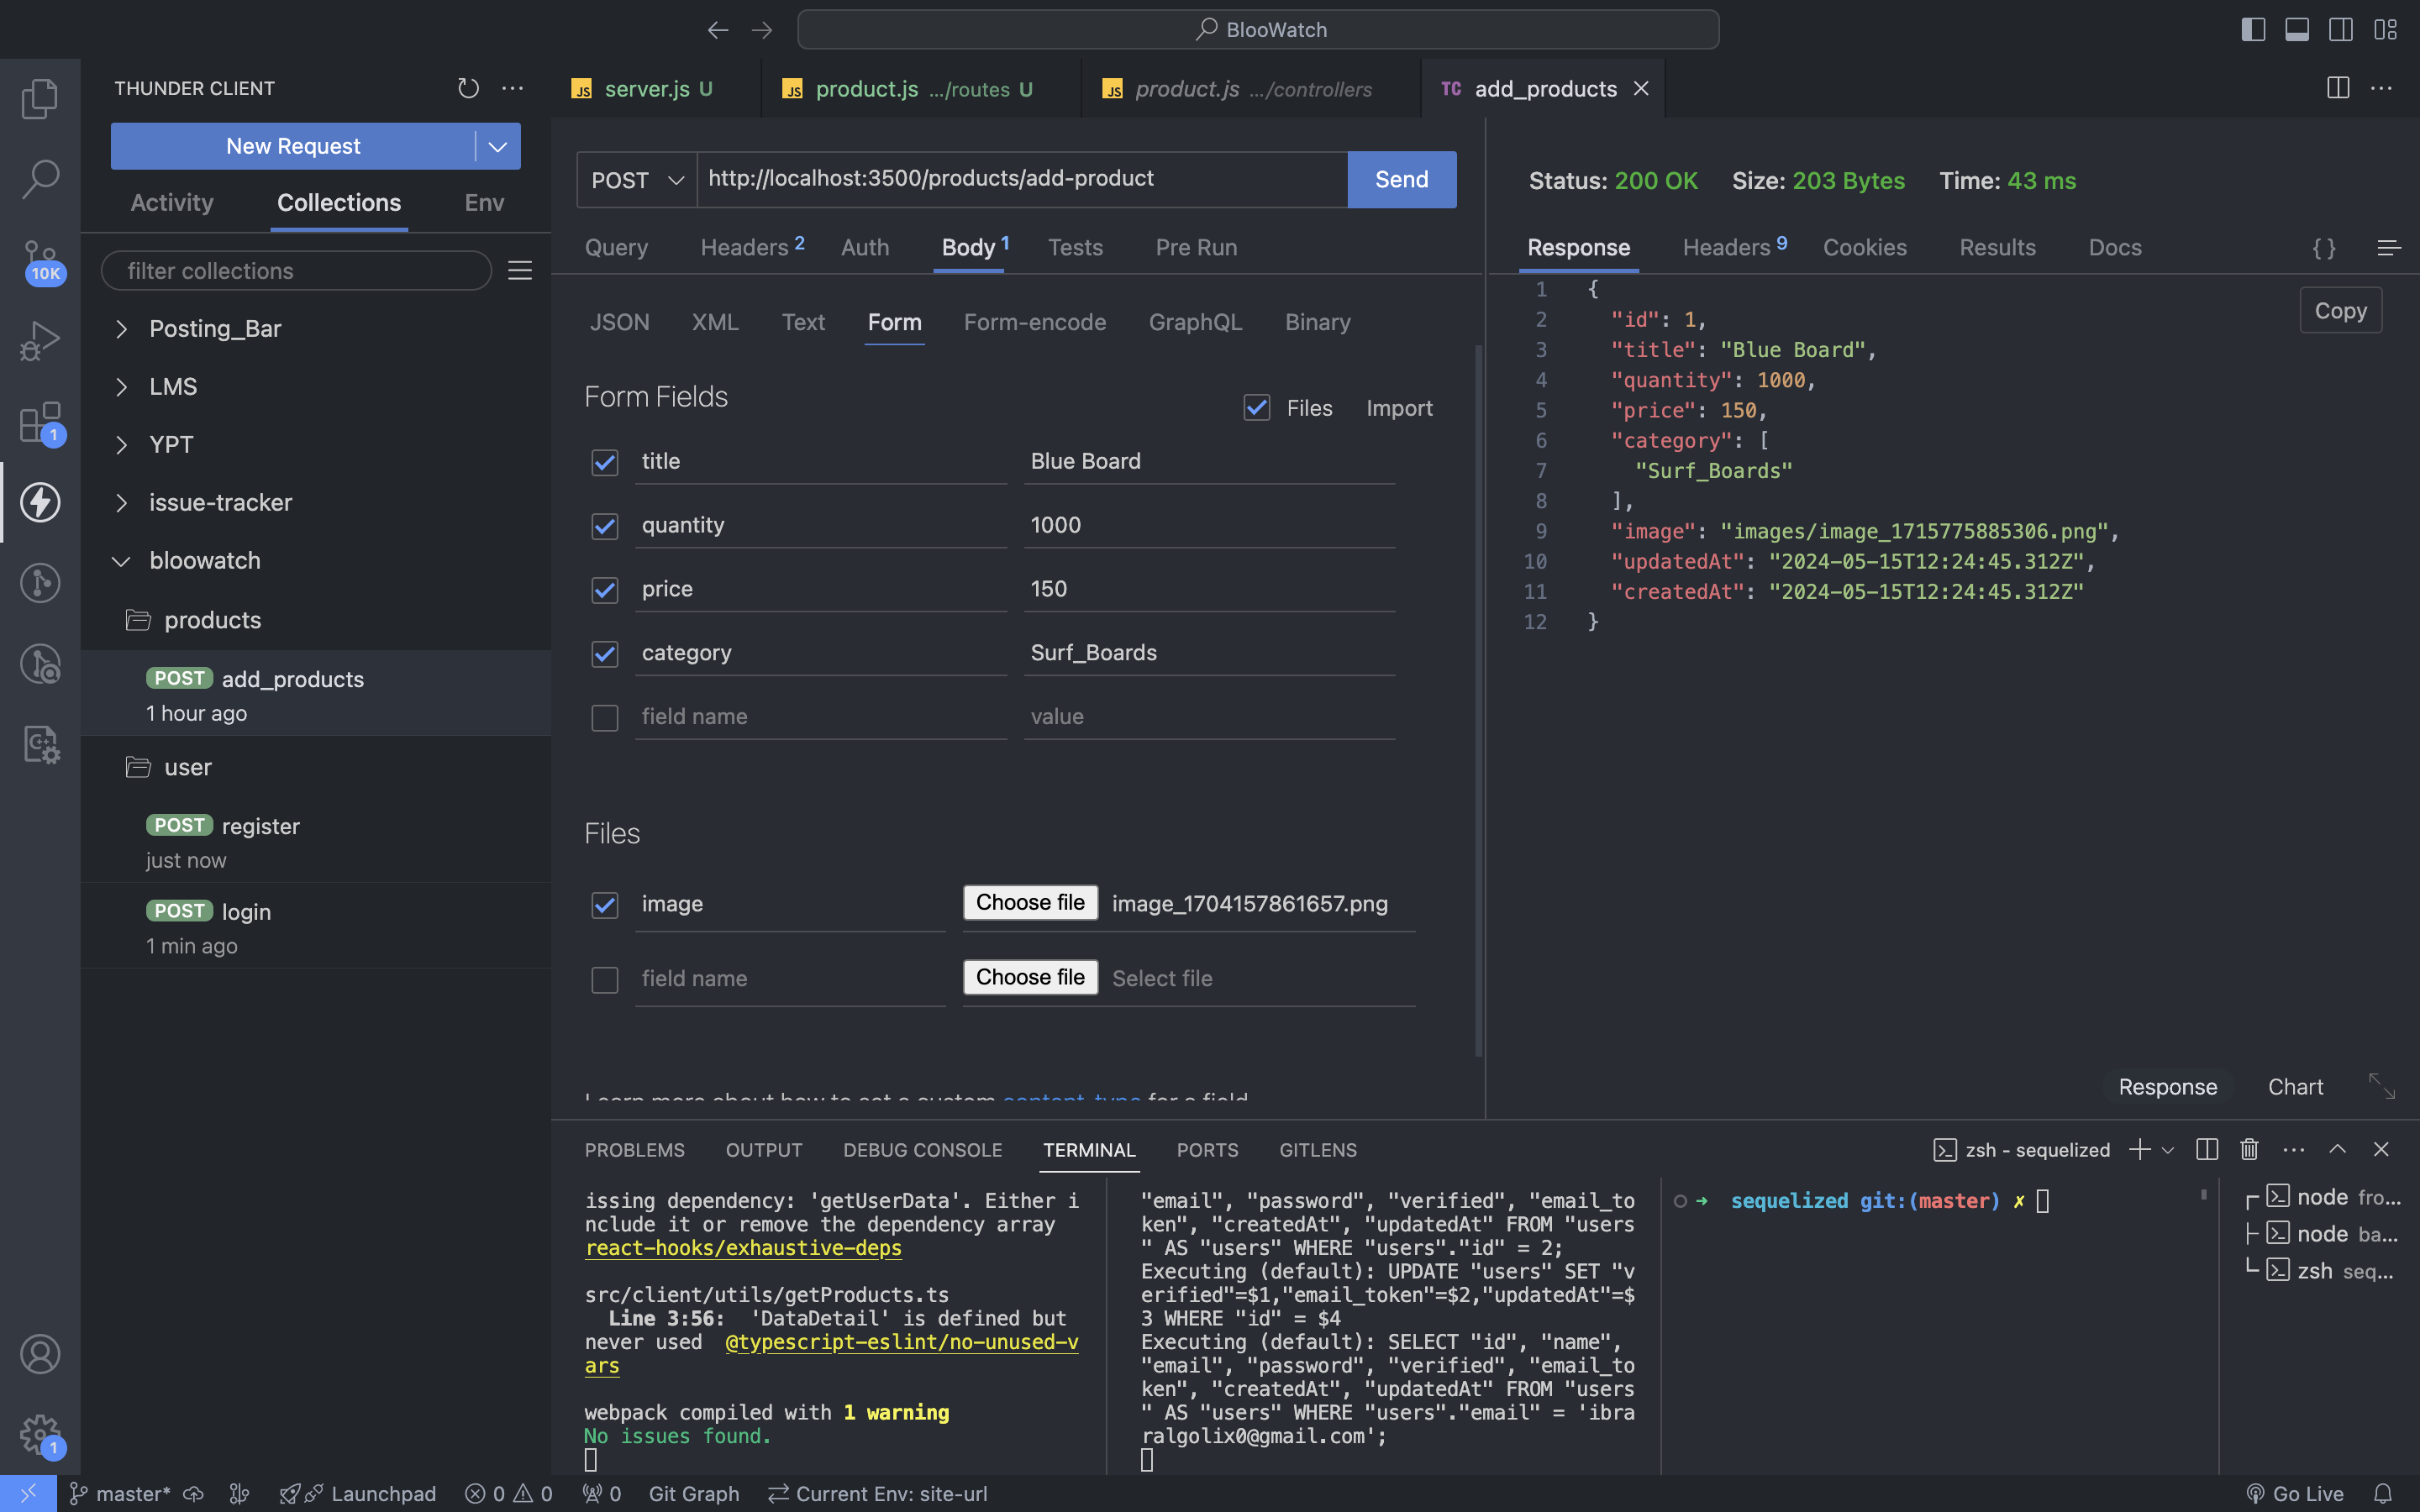 BlooWatch
THUNDER CLIENT
New Request
Activity
Collections
Env
filter collections
Posting_Bar
LMS
YPT
issue-tracker
bloowatch
products
POST add_products
1 hour ago
user
POST register
just now
POST login
1 min ago
10K
1
1
JS server.js U
JS product.js .../routes U
JS product.js .../controllers
TC add_products
POST
http://localhost:3500/products/add-product
Send
Query
Headers 2
Auth
Body 1
Tests
Pre Run
JSON
XML
Text
Form
Form-encode
GraphQL
Binary
Form Fields
Files
Import
title
Blue Board
quantity
1000
price
150
category
Surf_Boards
field name
value
Files
image
Choose file
image_1704157861657.png
field name
Choose file
Select file
Learn more about how to set a custom content-type for a field
Status: 200 OK
Size: 203 Bytes
Time: 43 ms
Response
Headers 9
Cookies
Results
Docs
{ }
Copy
1 {
2 "id": 1,
3 "title": "Blue Board",
4 "quantity": 1000,
5 "price": 150,
6 "category": [
7 "Surf_Boards"
8 ],
9 "image": "images/image_1715775885306.png",
10 "updatedAt": "2024-05-15T12:24:45.312Z",
11 "createdAt": "2024-05-15T12:24:45.312Z"
12 }
Response
Chart
PROBLEMS
OUTPUT
DEBUG CONSOLE
TERMINAL
PORTS
GITLENS
zsh - sequelized
issing dependency: 'getUserData'. Either i
nclude it or remove the dependency array
react-hooks/exhaustive-deps
src/client/utils/getProducts.ts
Line 3:56: 'DataDetail' is defined but
never used @typescript-eslint/no-unused-v
ars
webpack compiled with 1 warning
No issues found.
"email", "password", "verified", "email_to
ken", "createdAt", "updatedAt" FROM "users
" AS "users" WHERE "users"."id" = 2;
Executing (default): UPDATE "users" SET "v
erified"=$1,"email_token"=$2,"updatedAt"=$
3 WHERE "id" = $4
Executing (default): SELECT "id", "name",
"email", "password", "verified", "email_to
ken", "createdAt", "updatedAt" FROM "users
" AS "users" WHERE "users"."email" = 'ibra
ralgolix0@gmail.com';
➜ sequelized git:(master) ✗
node fro...
node ba...
zsh seq...
master*
Launchpad
0
0
0
Git Graph
Current Env: site-url
Go Live